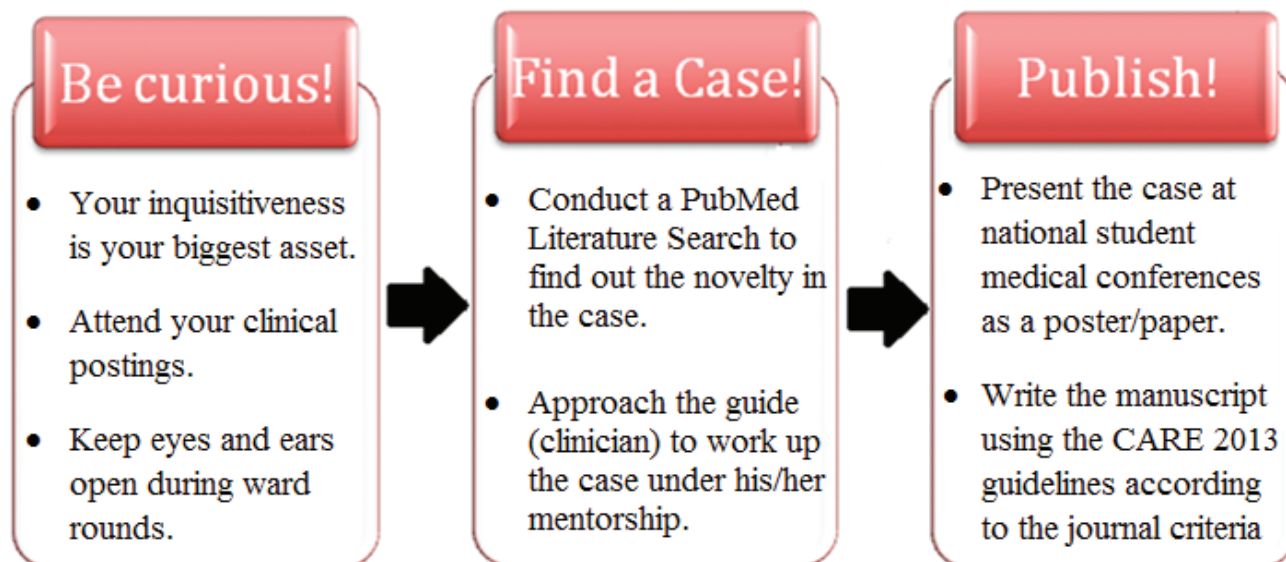 Be curious!
• Your inquisitiveness
is your biggest asset.
• Attend your clinical
postings.
• Keep eyes and ears
open during ward
rounds.
Find a Case!
• Conduct a PubMed
Literature Search to
find out the novelty in
the case.
• Approach the guide
(clinician) to work up
the case under his/her
mentorship.
Publish!
• Present the case at
national student
medical conferences
as a poster/paper.
• Write the manuscript
using the CARE 2013
guidelines according
to the journal criteria